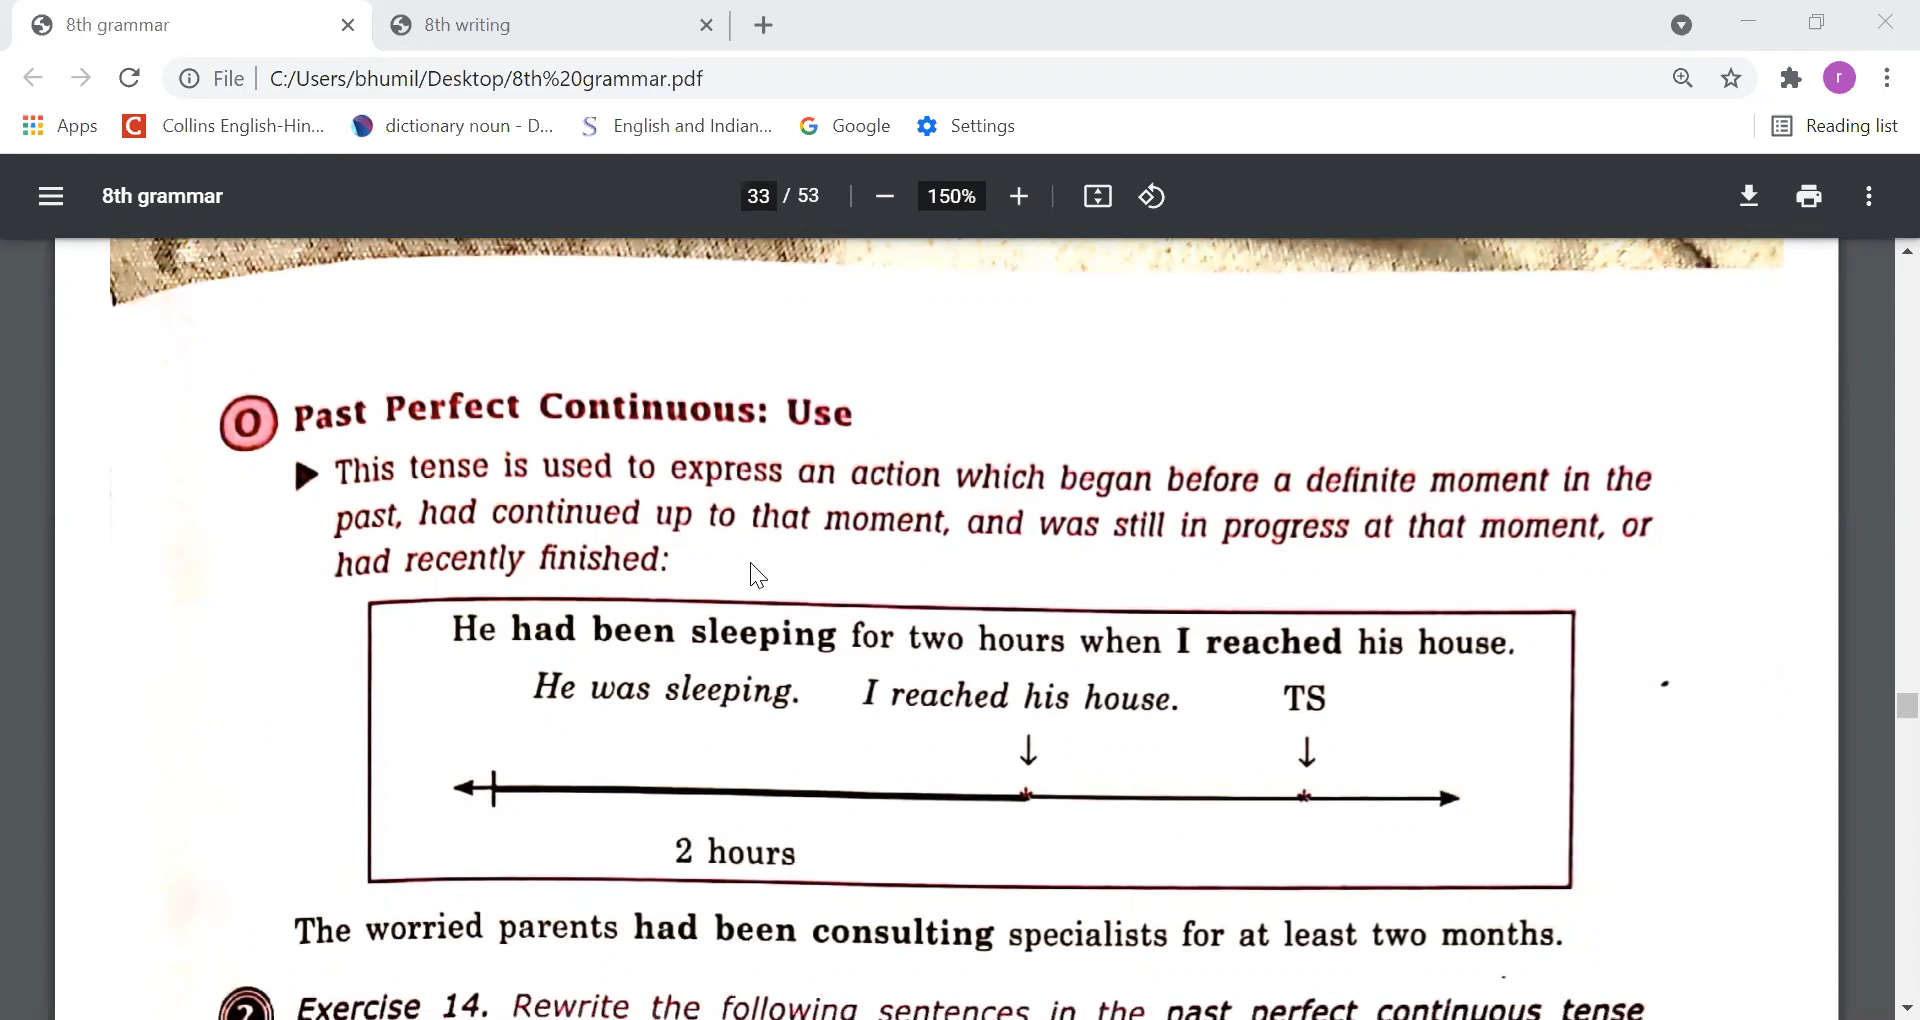 8th grammar
8th writing
File
C:/Users/bhumil/Desktop/8th%20grammar.pdf
r
Apps
Collins English-Hin...
dictionary noun - D...
English and Indian...
Google
Settings
Reading list
8th grammar
33 / 53
150%
O Past Perfect Continuous: Use
This tense is used to express an action which began before a definite moment in the
past, had continued up to that moment, and was still in progress at that moment, or
had recently finished:
He had been sleeping for two hours when I reached his house.
He was sleeping. I reached his house. TS
2 hours
The worried parents had been consulting specialists for at least two months.
? Exercise 14. Rewrite the following sentences in the past perfect continuous tense